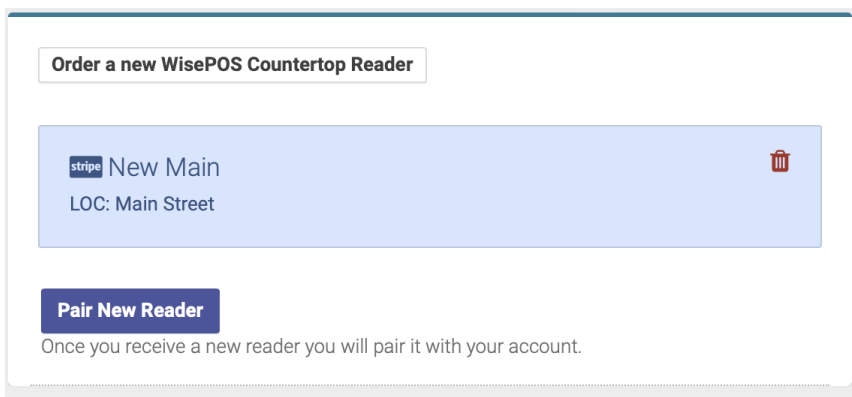 Order a new WisePOS Countertop Reader
stripe New Main
LOC: Main Street
Pair New Reader
Once you receive a new reader you will pair it with your account.